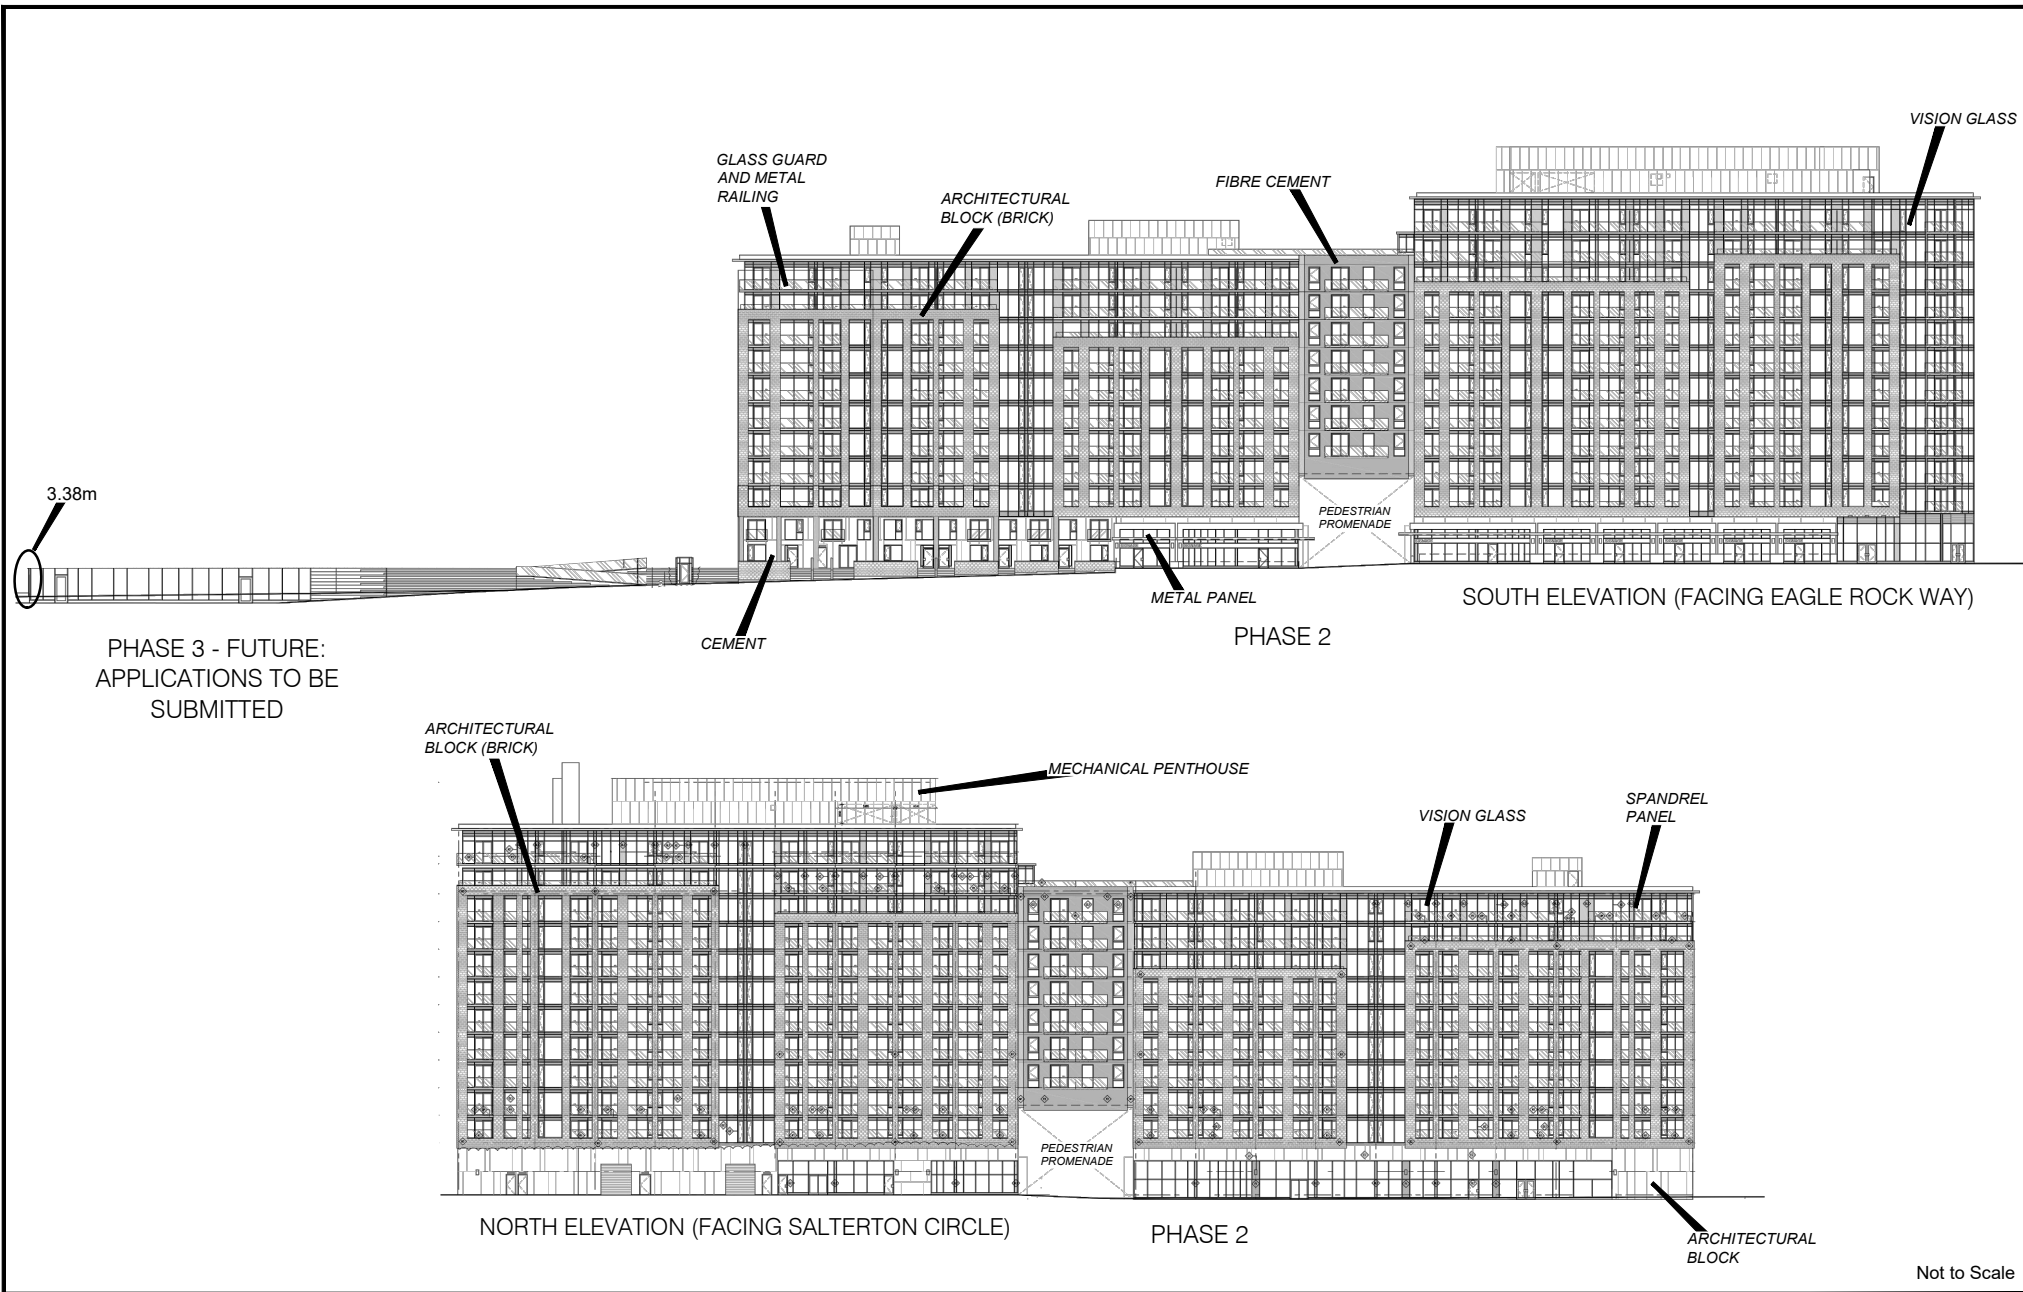 VISION GLASS
GLASS GUARD
AND METAL
RAILING
FIBRE CEMENT
ARCHITECTURAL
BLOCK (BRICK)
3.38m
PEDESTRIAN
PROMENADE
METAL PANEL
SOUTH ELEVATION (FACING EAGLE ROCK WAY)
PHASE 2
CEMENT
PHASE 3 - FUTURE:
APPLICATIONS TO BE
SUBMITTED
ARCHITECTURAL
BLOCK (BRICK)
MECHANICAL PENTHOUSE
VISION GLASS
SPANDREL
PANEL
PEDESTRIAN
PROMENADE
NORTH ELEVATION (FACING SALTERTON CIRCLE)
PHASE 2
ARCHITECTURAL
BLOCK
Not to Scale